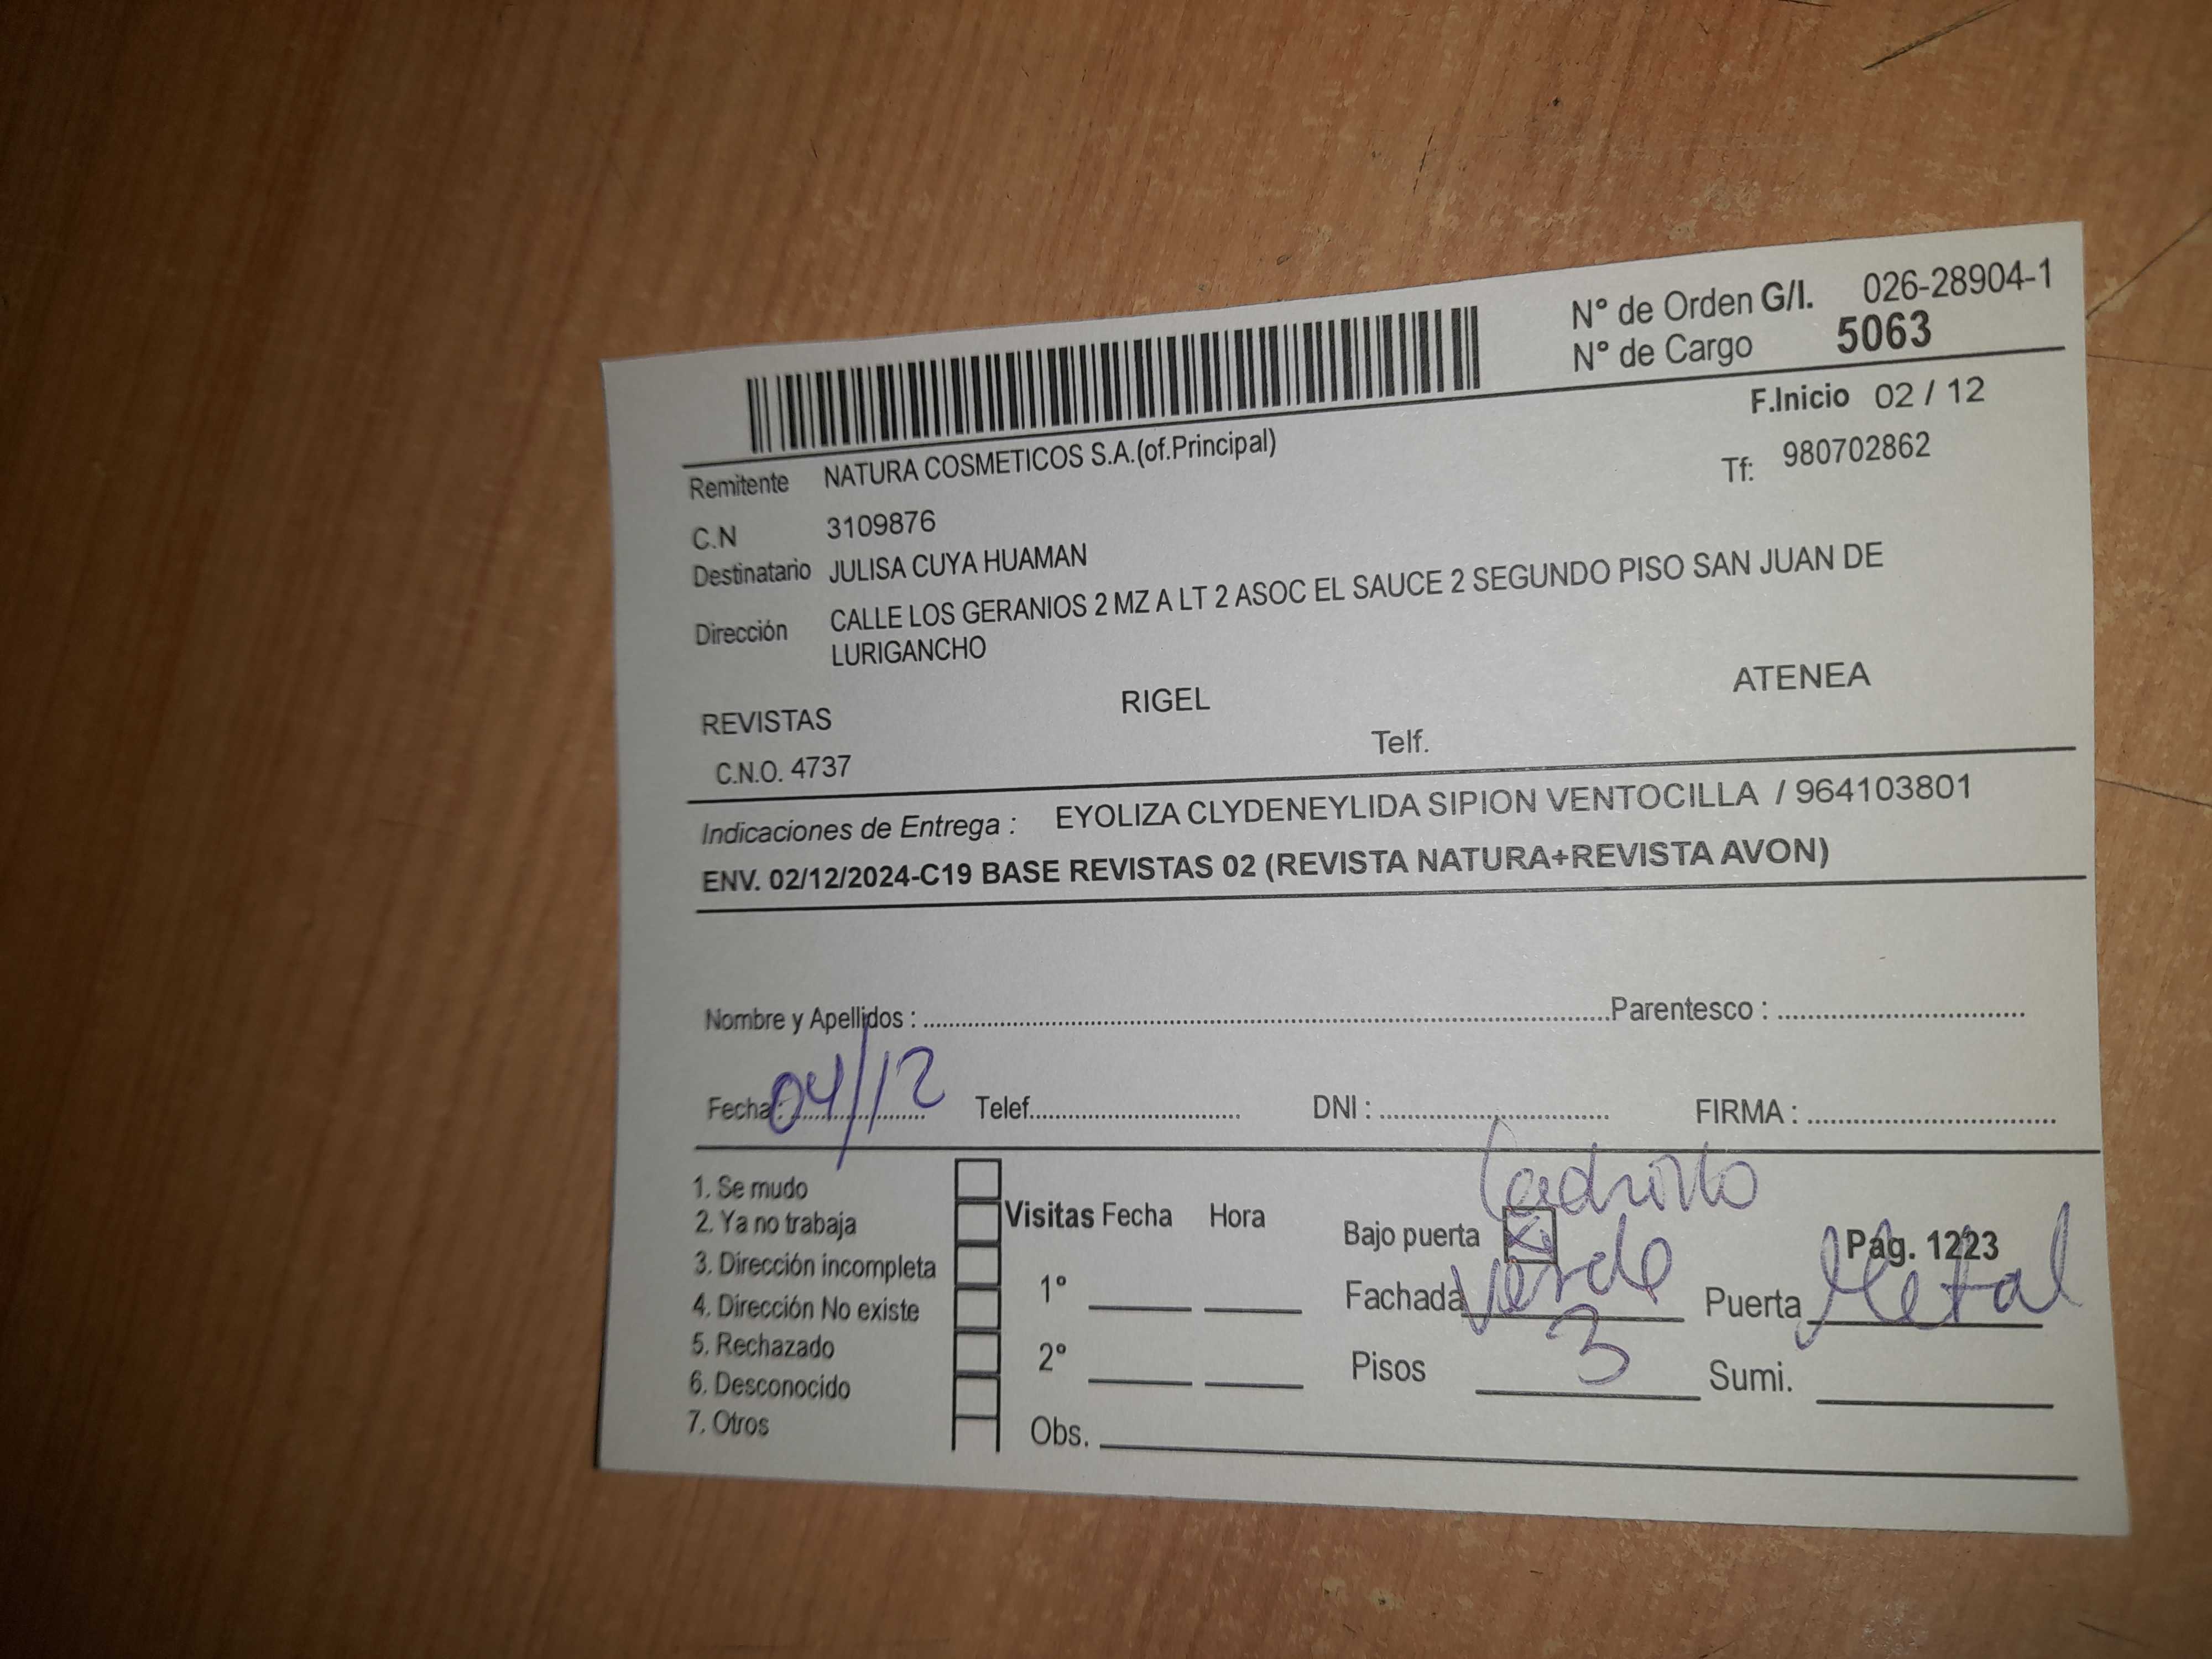 N° de Orden G/I. 026-28904-1
N° de Cargo 5063
F.Inicio 02 / 12
Remitente NATURA COSMETICOS S.A.(of.Principal)
Tf: 980702862
C.N 3109876
Destinatario JULISA CUYA HUAMAN
Dirección CALLE LOS GERANIOS 2 MZ A LT 2 ASOC EL SAUCE 2 SEGUNDO PISO SAN JUAN DE
LURIGANCHO
REVISTAS RIGEL ATENEA
C.N.O. 4737 Telf.
Indicaciones de Entrega : EYOLIZA CLYDENEYLIDA SIPION VENTOCILLA / 964103801
ENV. 02/12/2024-C19 BASE REVISTAS 02 (REVISTA NATURA+REVISTA AVON)
Nombre y Apellidos : Parentesco :
Fecha : 04/12 Telef. DNI : FIRMA :
1. Se mudo
2. Ya no trabaja
3. Dirección incompleta
4. Dirección No existe
5. Rechazado
6. Desconocido
7. Otros
Visitas Fecha Hora
1°
2°
Obs.
Ladrillo
Bajo puerta X Pag. 1223
Fachada Verde Puerta Metal
Pisos 3 Sumi.